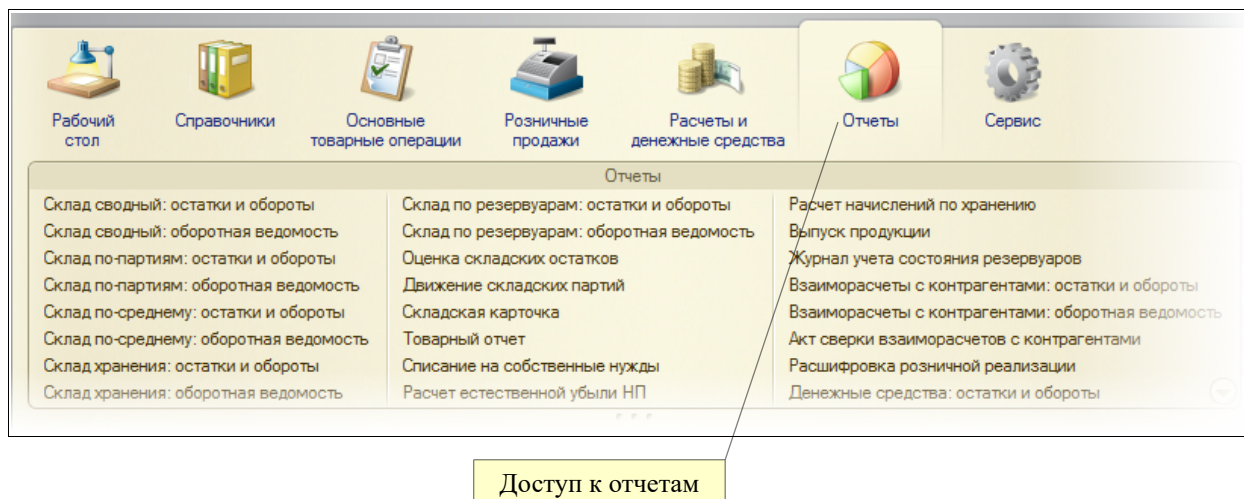 Рабочий стол
Справочники
Основные товарные операции
Розничные продажи
Расчеты и денежные средства
Отчеты
Сервис
Отчеты
Склад сводный: остатки и обороты
Склад сводный: оборотная ведомость
Склад по-партиям: остатки и обороты
Склад по-партиям: оборотная ведомость
Склад по-среднему: остатки и обороты
Склад по-среднему: оборотная ведомость
Склад хранения: остатки и обороты
Склад хранения: оборотная ведомость
Склад по резервуарам: остатки и обороты
Склад по резервуарам: оборотная ведомость
Оценка складских остатков
Движение складских партий
Складская карточка
Товарный отчет
Списание на собственные нужды
Расчет естественной убыли НП
Расчет начислений по хранению
Выпуск продукции
Журнал учета состояния резервуаров
Взаиморасчеты с контрагентами: остатки и обороты
Взаиморасчеты с контрагентами: оборотная ведомость
Акт сверки взаиморасчетов с контрагентами
Расшифровка розничной реализации
Денежные средства: остатки и обороты
Доступ к отчетам